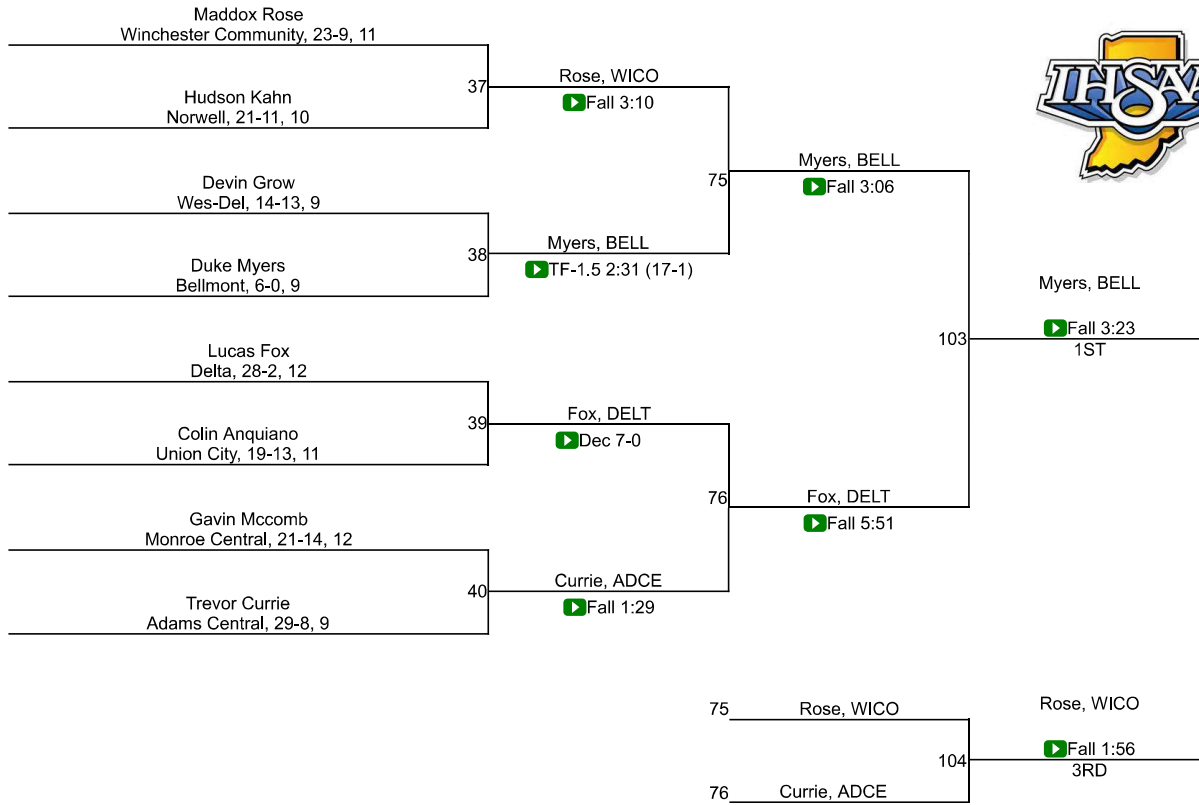 Maddox Rose
Winchester Community, 23-9, 11
Hudson Kahn
Norwell, 21-11, 10
37
Rose, WICO
Fall 3:10
Devin Grow
Wes-Del, 14-13, 9
Duke Myers
Bellmont, 6-0, 9
38
Myers, BELL
TF-1.5 2:31 (17-1)
75
Myers, BELL
Fall 3:06
Lucas Fox
Delta, 28-2, 12
Colin Anquiano
Union City, 19-13, 11
39
Fox, DELT
Dec 7-0
Gavin Mccomb
Monroe Central, 21-14, 12
Trevor Currie
Adams Central, 29-8, 9
40
Currie, ADCE
Fall 1:29
76
Fox, DELT
Fall 5:51
103
Myers, BELL
Fall 3:23
1ST
75
Rose, WICO
76
Currie, ADCE
104
Rose, WICO
Fall 1:56
3RD
IHSAA